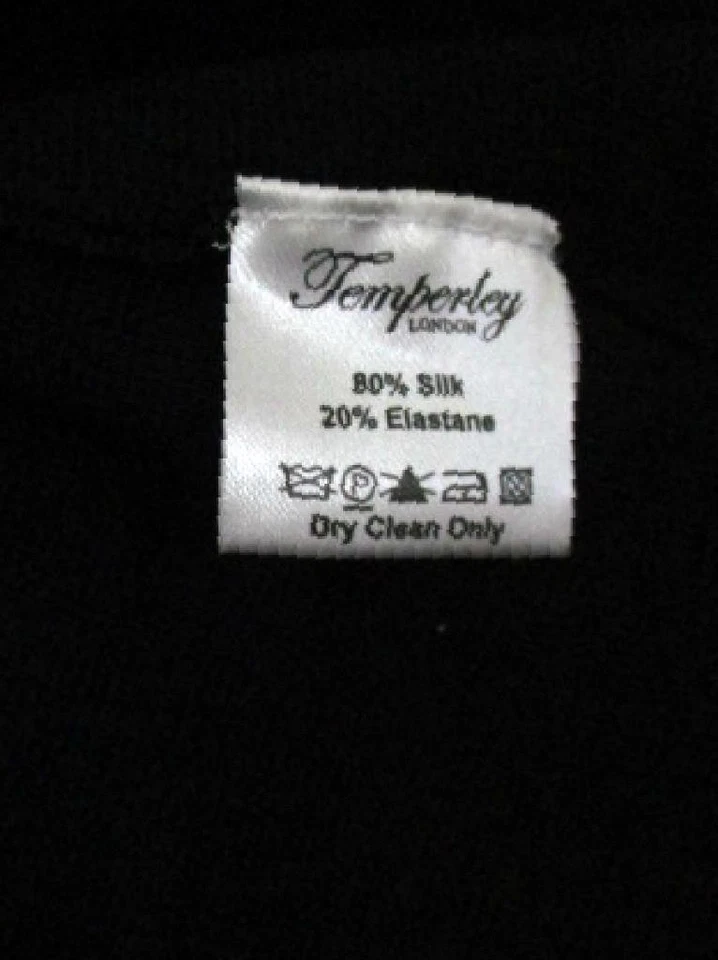 Temperley
LONDON
80% Silk
20% Elastane
P
Dry Clean Only